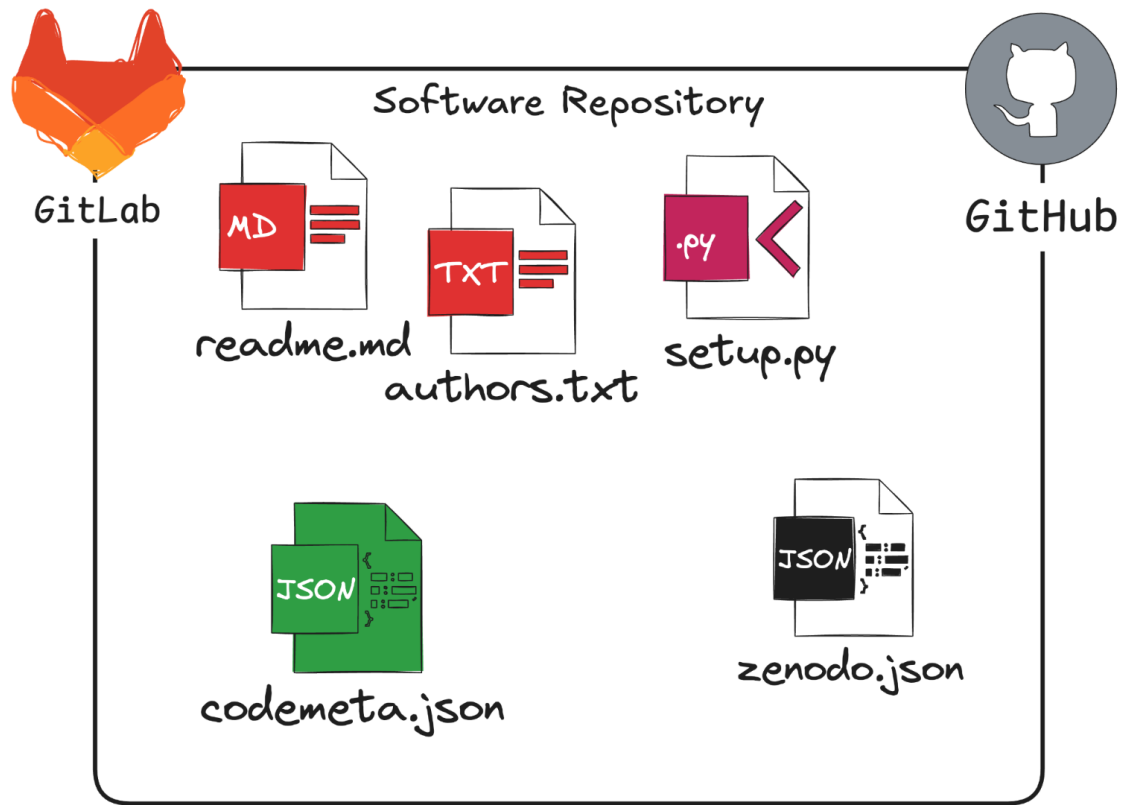 Software Repository
GitLab
GitHub
MD
TXT
.py
readme.md
authors.txt
setup.py
JSON
{
}
codemeta.json
JSON
{
}
zenodo.json